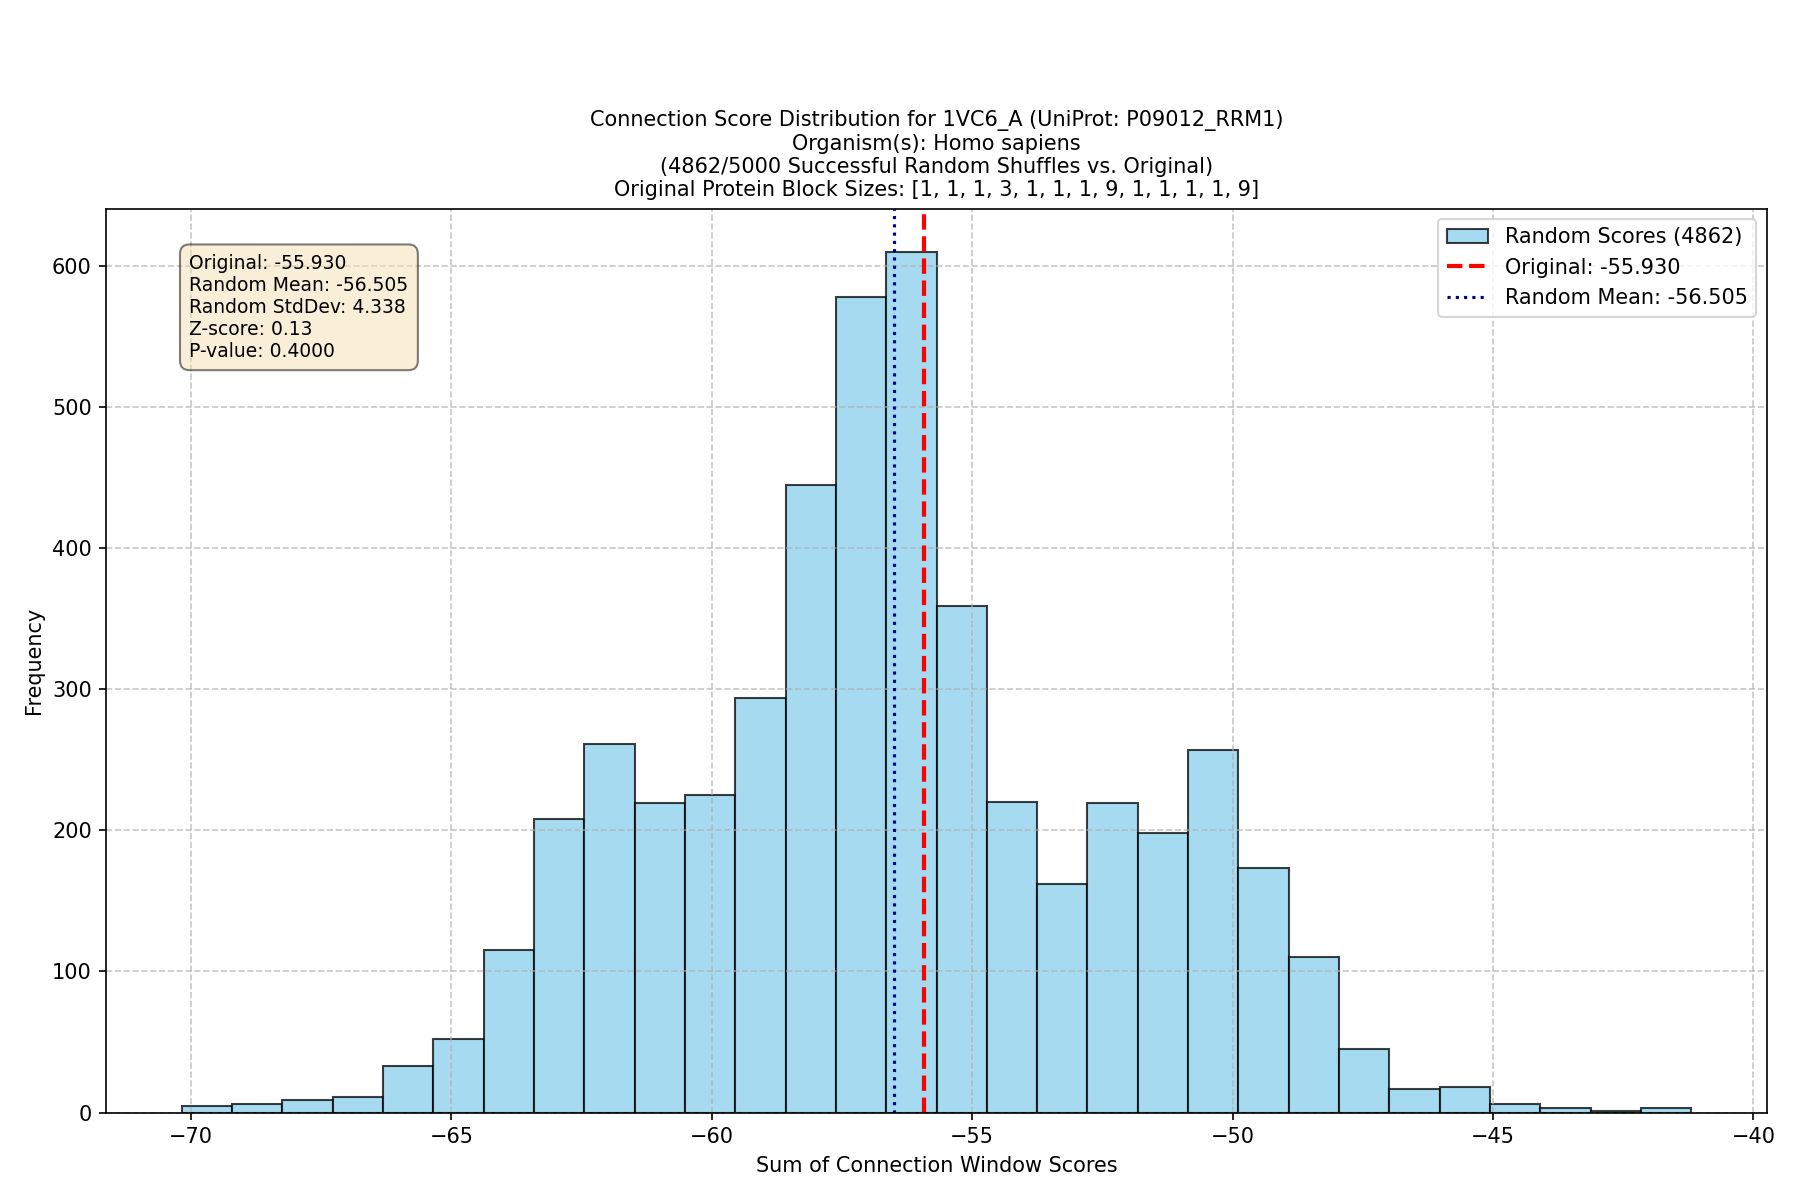 Connection Score Distribution for 1VC6_A (UniProt: P09012_RRM1)
Organism(s): Homo sapiens
(4862/5000 Successful Random Shuffles vs. Original)
Original Protein Block Sizes: [1, 1, 1, 3, 1, 1, 1, 9, 1, 1, 1, 1, 9]
Original: -55.930
Random Mean: -56.505
Random StdDev: 4.338
Z-score: 0.13
P-value: 0.4000
Random Scores (4862)
Original: -55.930
Random Mean: -56.505
Frequency
600
500
400
300
200
100
0
−70
−65
−60
−55
−50
−45
−40
Sum of Connection Window Scores